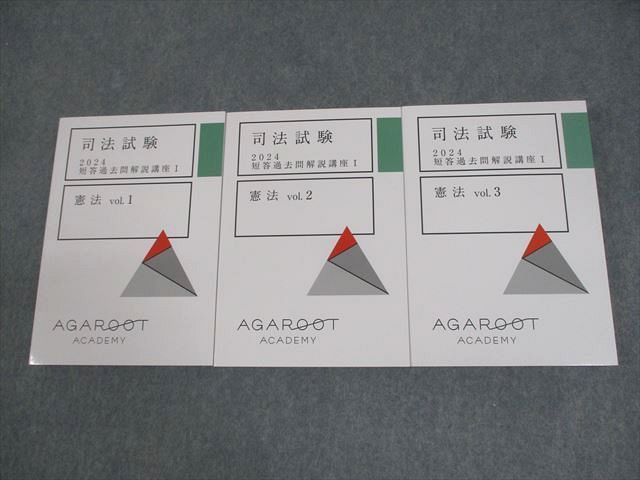 司法試験
2024
短答過去問解説講座 I
憲法 vol.1
AGAROOT
ACADEMY
司法試験
2024
短答過去問解説講座 I
憲法 vol.2
AGAROOT
ACADEMY
司法試験
2024
短答過去問解説講座 I
憲法 vol.3
AGAROOT
ACADEMY